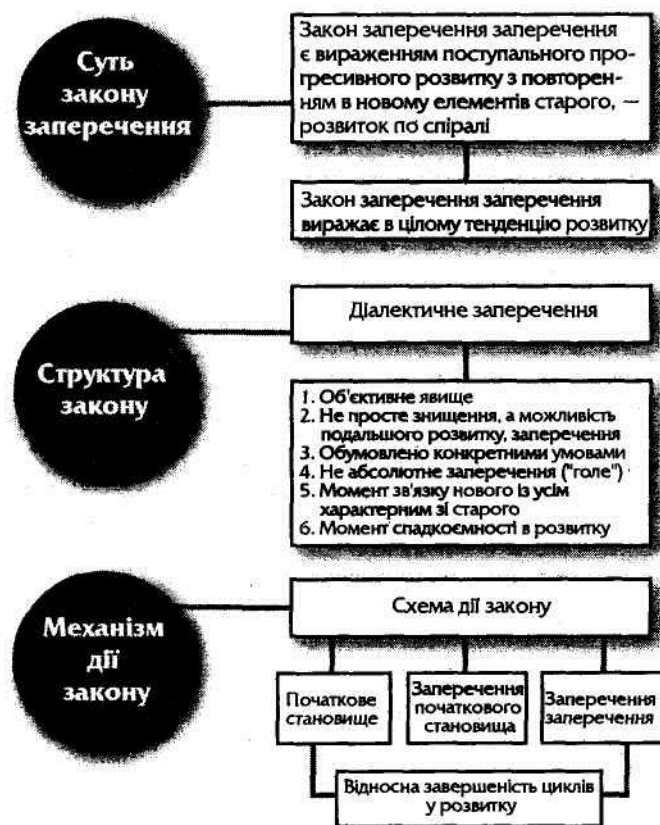 Суть
закону
заперечення
Закон заперечення заперечення
є вираженням поступального про-
гресивного розвитку з повторен-
ням в новому елементів старого, —
розвиток по спіралі
Закон заперечення заперечення
виражає в цілому тенденцію розвитку
Структура
закону
Діалектичне заперечення
1. Об'єктивне явище
2. Не просте знищення, а можливість
подальшого розвитку, заперечення
3. Обумовлено конкретними умовами
4. Не абсолютне заперечення ("голе")
5. Момент зв'язку нового із усім
характерним зі старого
6. Момент спадкоємності в розвитку
Механізм
дії
закону
Схема дії закону
Початкове
становище
Заперечення
початкового
становища
Заперечення
заперечення
Відносна завершеність циклів
у розвитку